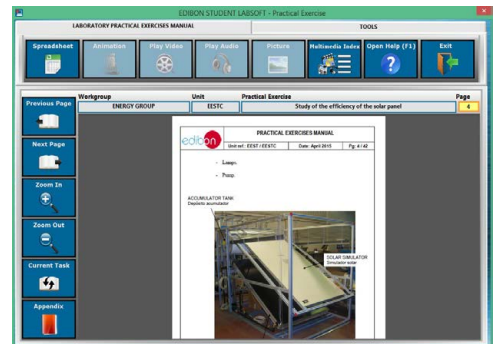 EDIBON STUDENT LABSOFT - Practical Exercise
LABORATORY PRACTICAL EXERCISES MANUAL
TOOLS
Spreadsheet
Animation
Play Video
Play Audio
Picture
Multimedia Index
Open Help (F1)
Exit
Previous Page
Workgroup
Unit
Practical Exercise
Page
ENERGY GROUP
EESTC
Study of the efficiency of the solar panel
4
Next Page
Zoom In
Zoom Out
Current Task
Appendix
edibon
PRACTICAL EXERCISES MANUAL
Unit ref.: EEST / EESTC
Date: April 2015
Pg: 4 / 42
- Lamps.
- Pump.
ACCUMULATOR TANK
Depósito acumulador
SOLAR SIMULATOR
Simulador solar